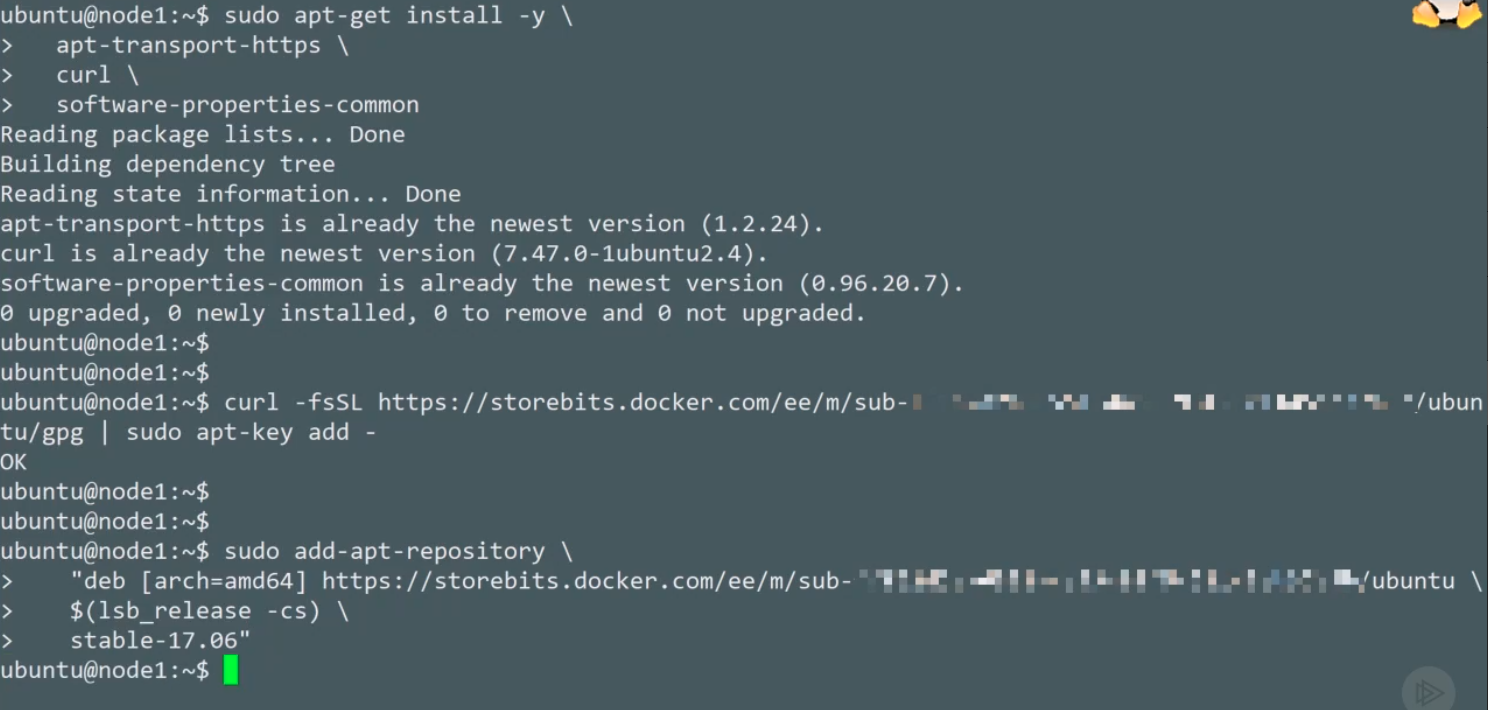 ubuntu@node1:~$ sudo apt-get install -y \
>   apt-transport-https \
>   curl \
>   software-properties-common
Reading package lists... Done
Building dependency tree
Reading state information... Done
apt-transport-https is already the newest version (1.2.24).
curl is already the newest version (7.47.0-1ubuntu2.4).
software-properties-common is already the newest version (0.96.20.7).
0 upgraded, 0 newly installed, 0 to remove and 0 not upgraded.
ubuntu@node1:~$
ubuntu@node1:~$
ubuntu@node1:~$ curl -fsSL https://storebits.docker.com/ee/m/sub- /ubun
tu/gpg | sudo apt-key add -
OK
ubuntu@node1:~$
ubuntu@node1:~$
ubuntu@node1:~$ sudo add-apt-repository \
>    "deb [arch=amd64] https://storebits.docker.com/ee/m/sub- /ubuntu \
>    $(lsb_release -cs) \
>    stable-17.06"
ubuntu@node1:~$